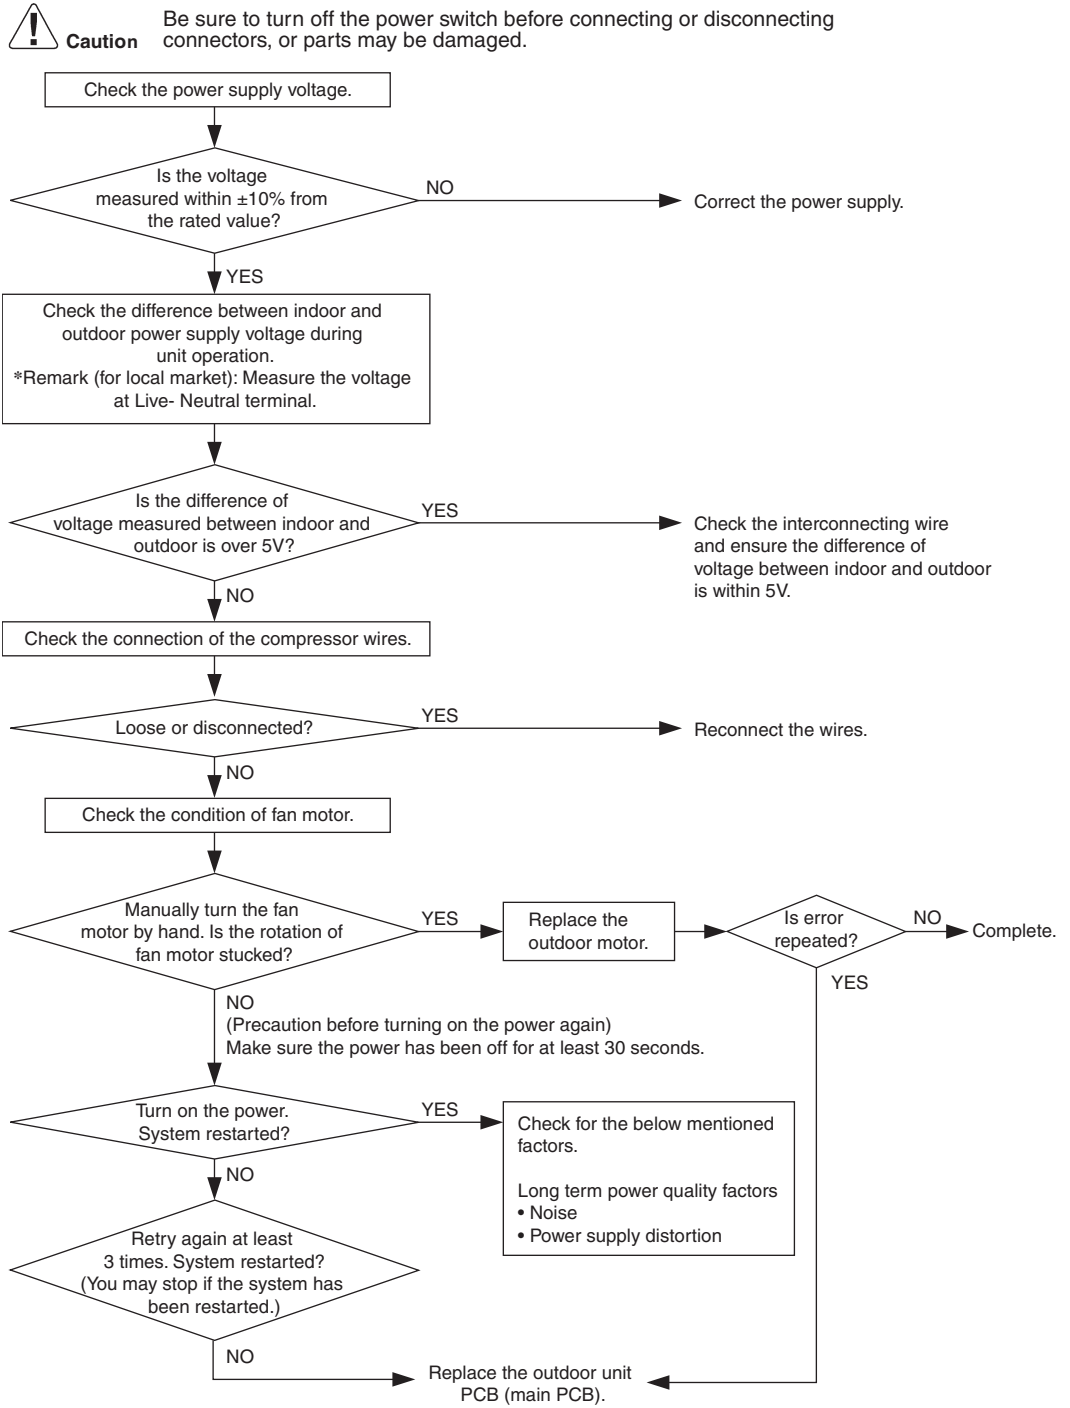 Caution
Be sure to turn off the power switch before connecting or disconnecting
connectors, or parts may be damaged.
Check the power supply voltage.
Is the voltage
measured within ±10% from
the rated value?
NO
Correct the power supply.
YES
Check the difference between indoor and
outdoor power supply voltage during
unit operation.
*Remark (for local market): Measure the voltage
at Live- Neutral terminal.
Is the difference of
voltage measured between indoor and
outdoor is over 5V?
YES
Check the interconnecting wire
and ensure the difference of
voltage between indoor and outdoor
is within 5V.
NO
Check the connection of the compressor wires.
Loose or disconnected?
YES
Reconnect the wires.
NO
Check the condition of fan motor.
Manually turn the fan
motor by hand. Is the rotation of
fan motor stucked?
YES
Replace the
outdoor motor.
Is error
repeated?
NO
Complete.
YES
NO
(Precaution before turning on the power again)
Make sure the power has been off for at least 30 seconds.
Turn on the power.
System restarted?
YES
Check for the below mentioned
factors.
Long term power quality factors
• Noise
• Power supply distortion
NO
Retry again at least
3 times. System restarted?
(You may stop if the system has
been restarted.)
NO
Replace the outdoor unit
PCB (main PCB).